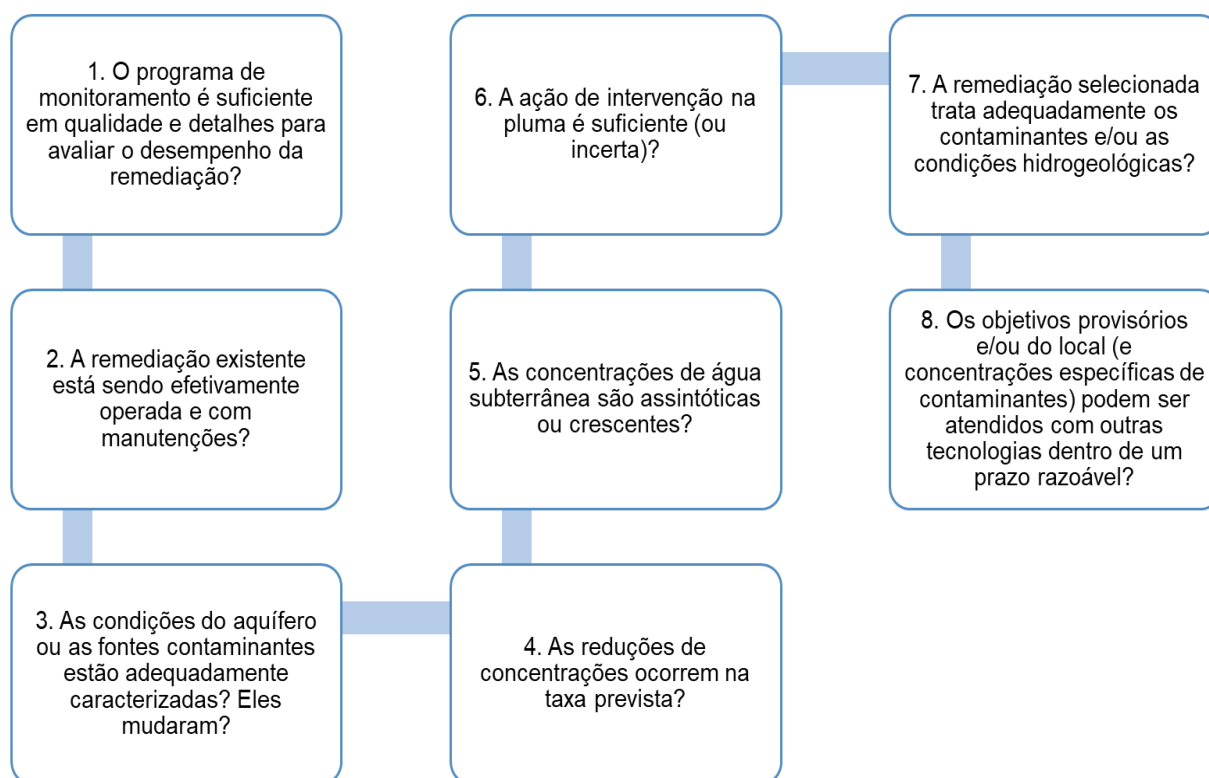 1. O programa de
monitoramento é suficiente
em qualidade e detalhes para
avaliar o desempenho da
remediação?
2. A remediação existente
está sendo efetivamente
operada e com
manutenções?
3. As condições do aquífero
ou as fontes contaminantes
estão adequadamente
caracterizadas? Eles
mudaram?
4. As reduções de
concentrações ocorrem na
taxa prevista?
5. As concentrações de água
subterrânea são assintóticas
ou crescentes?
6. A ação de intervenção na
pluma é suficiente (ou
incerta)?
7. A remediação selecionada
trata adequadamente os
contaminantes e/ou as
condições hidrogeológicas?
8. Os objetivos provisórios
e/ou do local (e
concentrações específicas de
contaminantes) podem ser
atendidos com outras
tecnologias dentro de um
prazo razoável?